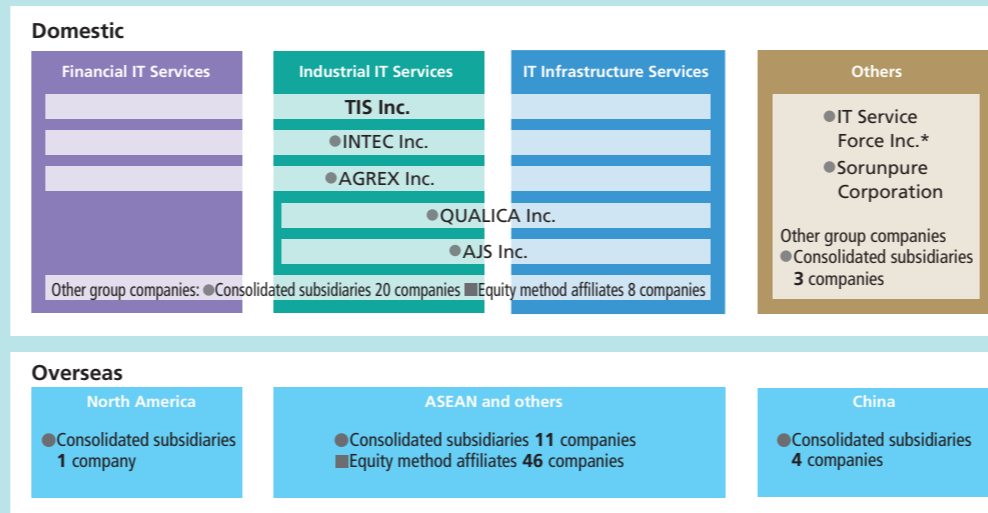 Domestic
Financial IT Services
Industrial IT Services
IT Infrastructure Services
Others
TIS Inc.
●INTEC Inc.
●AGREX Inc.
●QUALICA Inc.
●AJS Inc.
Other group companies: ●Consolidated subsidiaries 20 companies ■Equity method affiliates 8 companies
●IT Service
Force Inc.*
●Sorunpure
Corporation
Other group companies
●Consolidated subsidiaries
3 companies
Overseas
North America
●Consolidated subsidiaries
1 company
ASEAN and others
●Consolidated subsidiaries 11 companies
■Equity method affiliates 46 companies
China
●Consolidated subsidiaries
4 companies